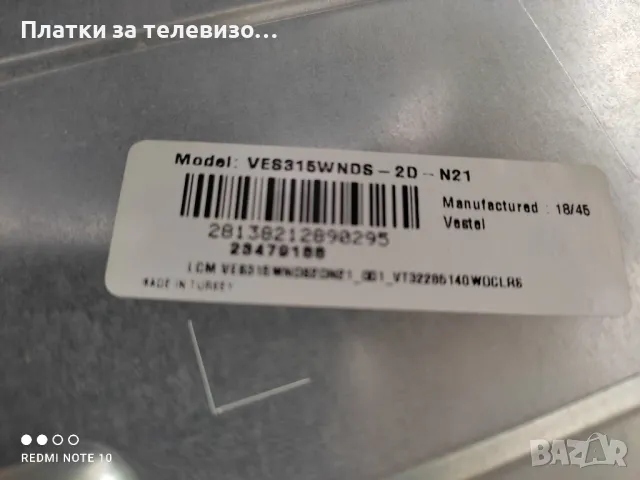 Платки за телевизо...
Model: VES315WNDS-2D-N21
Manufactured : 18/45
Vestel
28138212890295
23479188
LCM
MADE IN TURKEY
REDMI NOTE 10
BAZAR